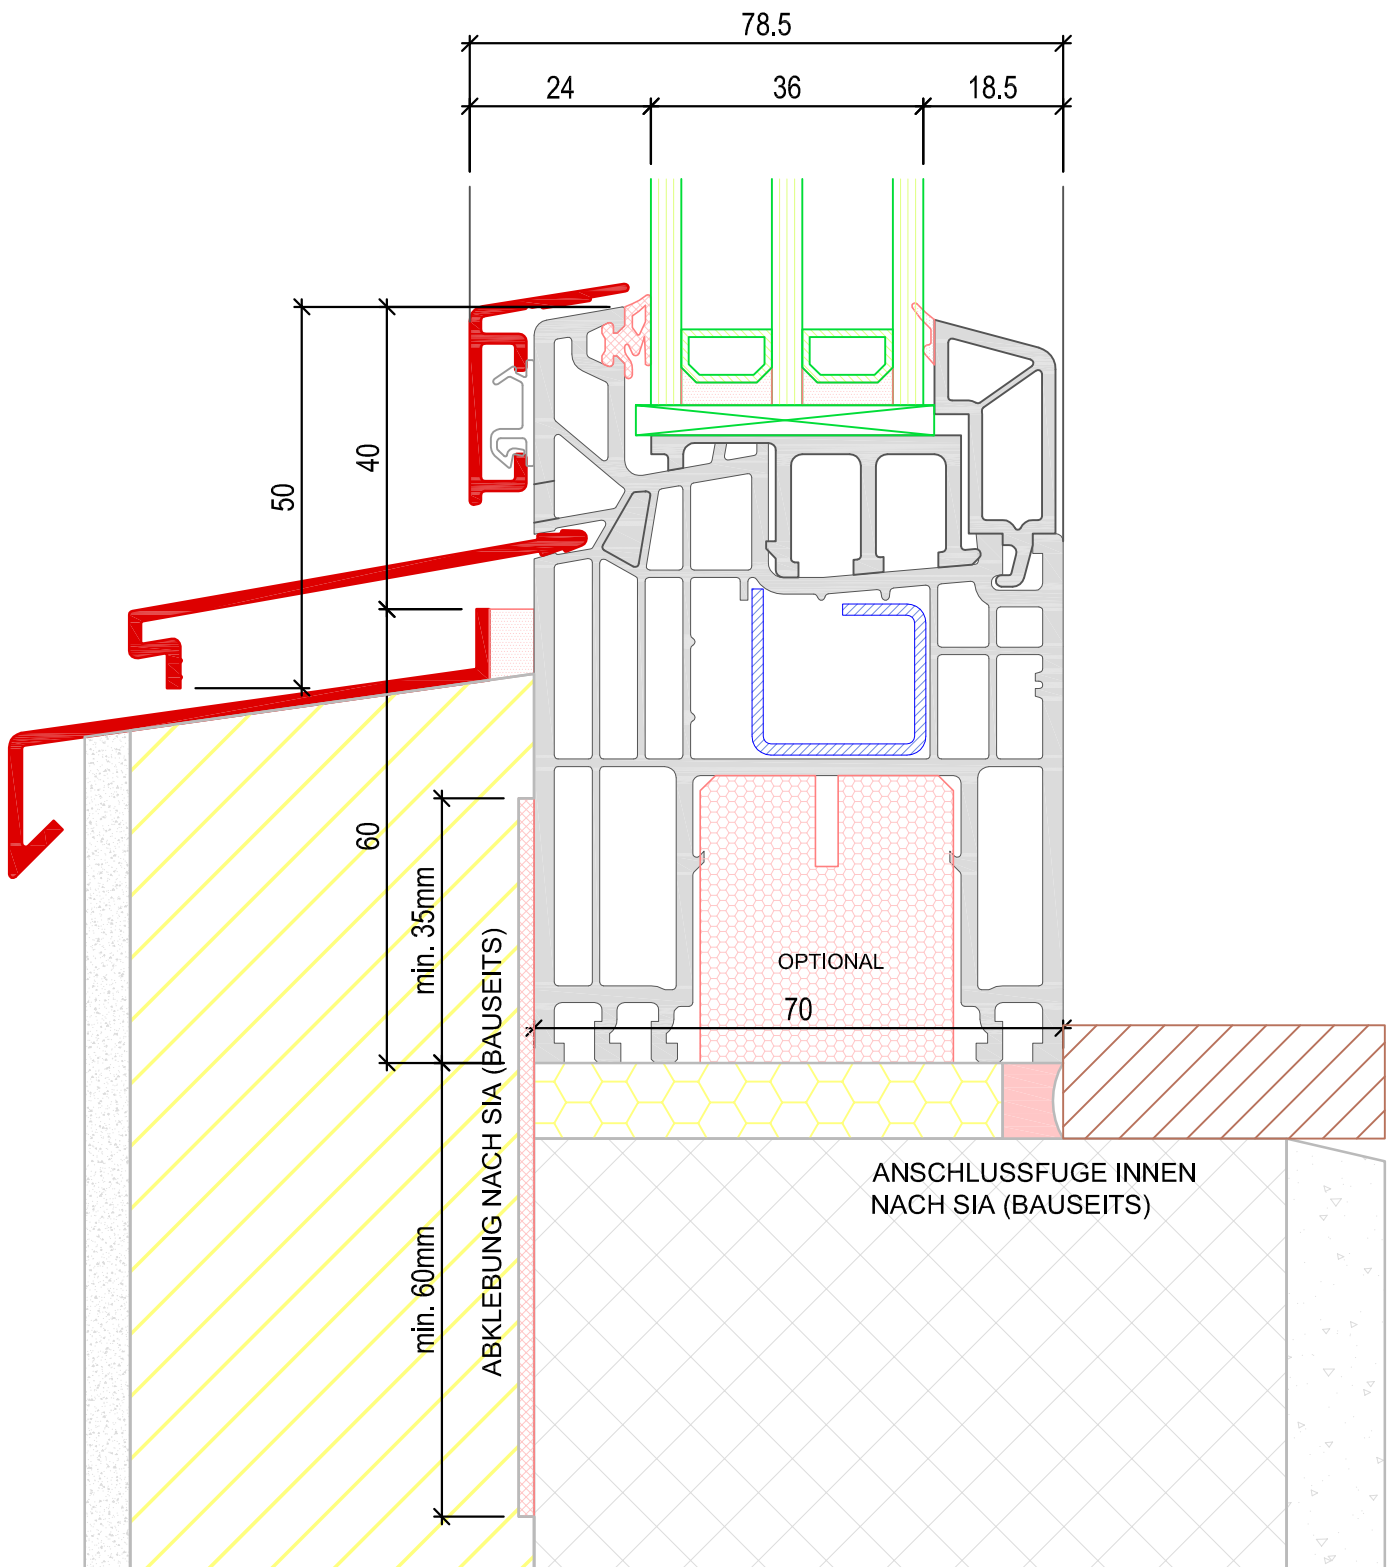 78.5
24
36
18.5
50
40
60
min. 35mm
min. 60mm
ABKLEBUNG NACH SIA (BAUSEITS)
OPTIONAL
70
ANSCHLUSSFUGE INNEN
NACH SIA (BAUSEITS)